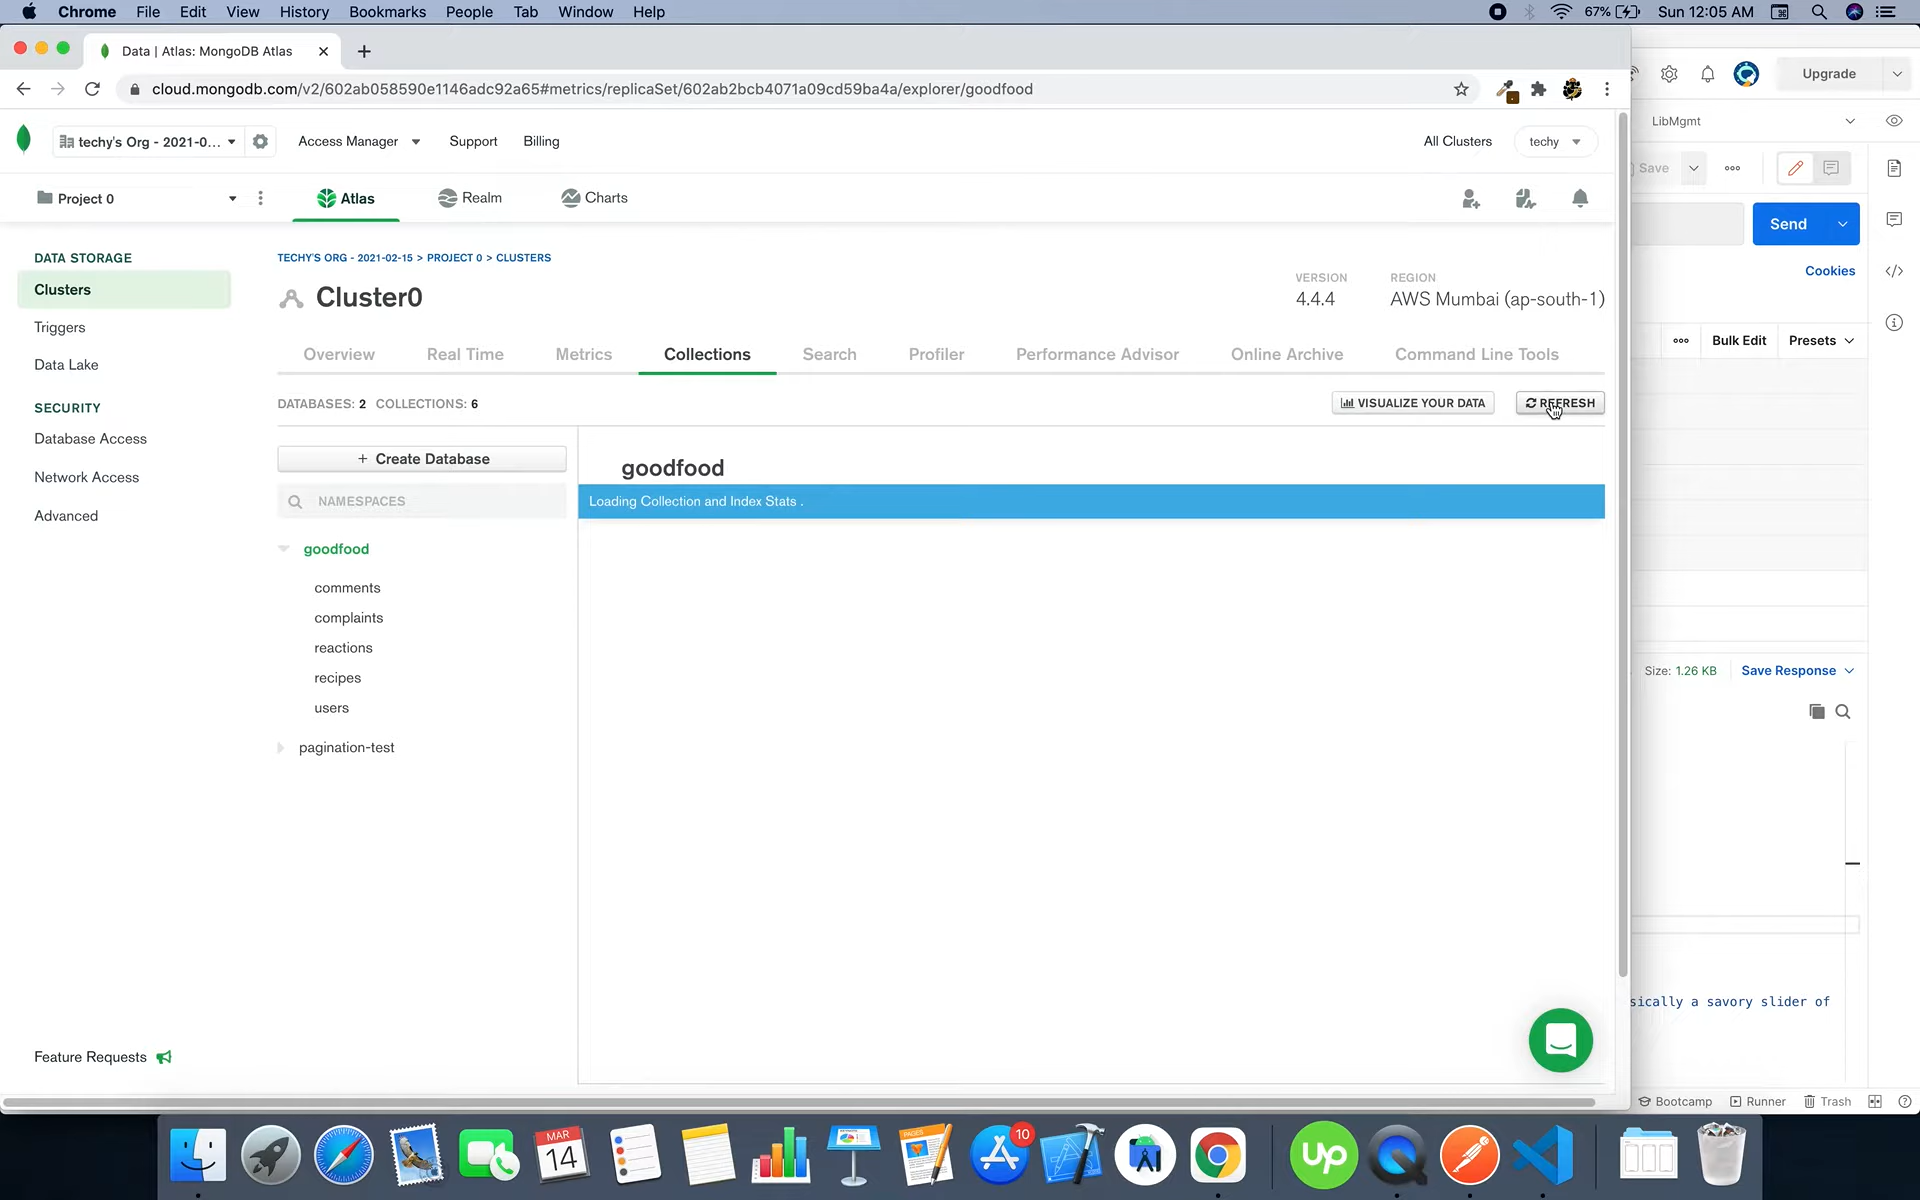 Chrome File Edit View History Bookmarks People Tab Window Help 67% Sun 12:05 AM
Data | Atlas: MongoDB Atlas
cloud.mongodb.com/v2/602ab058590e1146adc92a65#metrics/replicaSet/602ab2bcb4071a09cd59ba4a/explorer/goodfood
Upgrade
techy's Org - 2021-0... Access Manager Support Billing All Clusters techy
LibMgmt
Save
Project 0 Atlas Realm Charts
Send
Cookies
DATA STORAGE
Clusters
Triggers
Data Lake
SECURITY
Database Access
Network Access
Advanced
Feature Requests
TECHY'S ORG - 2021-02-15 > PROJECT 0 > CLUSTERS
Cluster0
VERSION
4.4.4
REGION
AWS Mumbai (ap-south-1)
Overview Real Time Metrics Collections Search Profiler Performance Advisor Online Archive Command Line Tools
DATABASES: 2 COLLECTIONS: 6
VISUALIZE YOUR DATA
REFRESH
+ Create Database
NAMESPACES
goodfood
comments
complaints
reactions
recipes
users
pagination-test
goodfood
Loading Collection and Index Stats .
Bulk Edit Presets
Size: 1.26 KB Save Response
sically a savory slider of
Bootcamp Runner Trash
MAR
14
PAGES
10
up